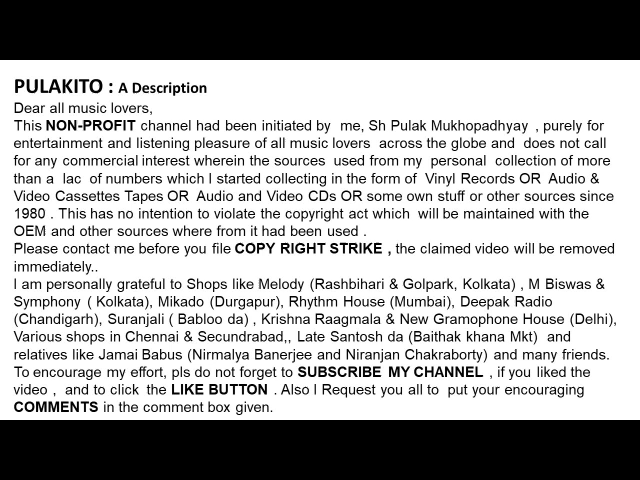 PULAKITO : A Description
Dear all music lovers,
This NON-PROFIT channel had been initiated by me, Sh Pulak Mukhopadhyay , purely for
entertainment and listening pleasure of all music lovers across the globe and does not call
for any commercial interest wherein the sources used from my personal collection of more
than a lac of numbers which I started collecting in the form of Vinyl Records OR Audio &
Video Cassettes Tapes OR Audio and Video CDs OR some own stuff or other sources since
1980 . This has no intention to violate the copyright act which will be maintained with the
OEM and other sources where from it had been used .
Please contact me before you file COPY RIGHT STRIKE , the claimed video will be removed
immediately..
I am personally grateful to Shops like Melody (Rashbihari & Golpark, Kolkata) , M Biswas &
Symphony ( Kolkata), Mikado (Durgapur), Rhythm House (Mumbai), Deepak Radio
(Chandigarh), Suranjali ( Babloo da) , Krishna Raagmala & New Gramophone House (Delhi),
Various shops in Chennai & Secundrabad,, Late Santosh da (Baithak khana Mkt) and
relatives like Jamai Babus (Nirmalya Banerjee and Niranjan Chakraborty) and many friends.
To encourage my effort, pls do not forget to SUBSCRIBE MY CHANNEL , if you liked the
video , and to click the LIKE BUTTON . Also I Request you all to put your encouraging
COMMENTS in the comment box given.